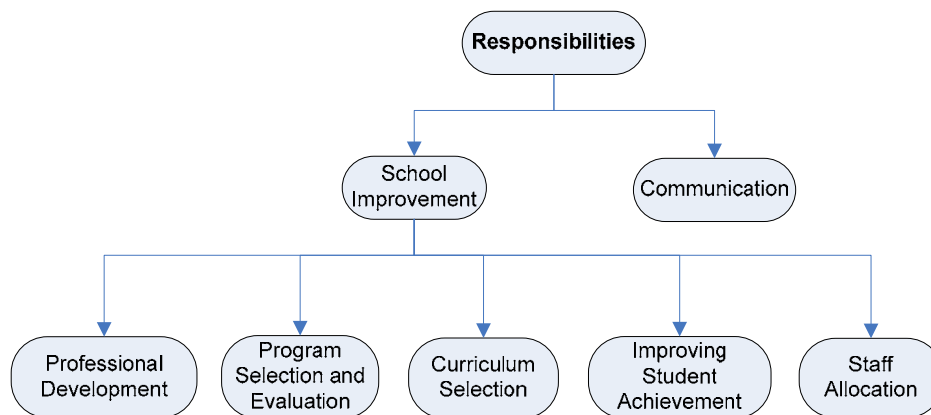 Responsibilities
School
Improvement
Communication
Professional
Development
Program
Selection and
Evaluation
Curriculum
Selection
Improving
Student
Achievement
Staff
Allocation